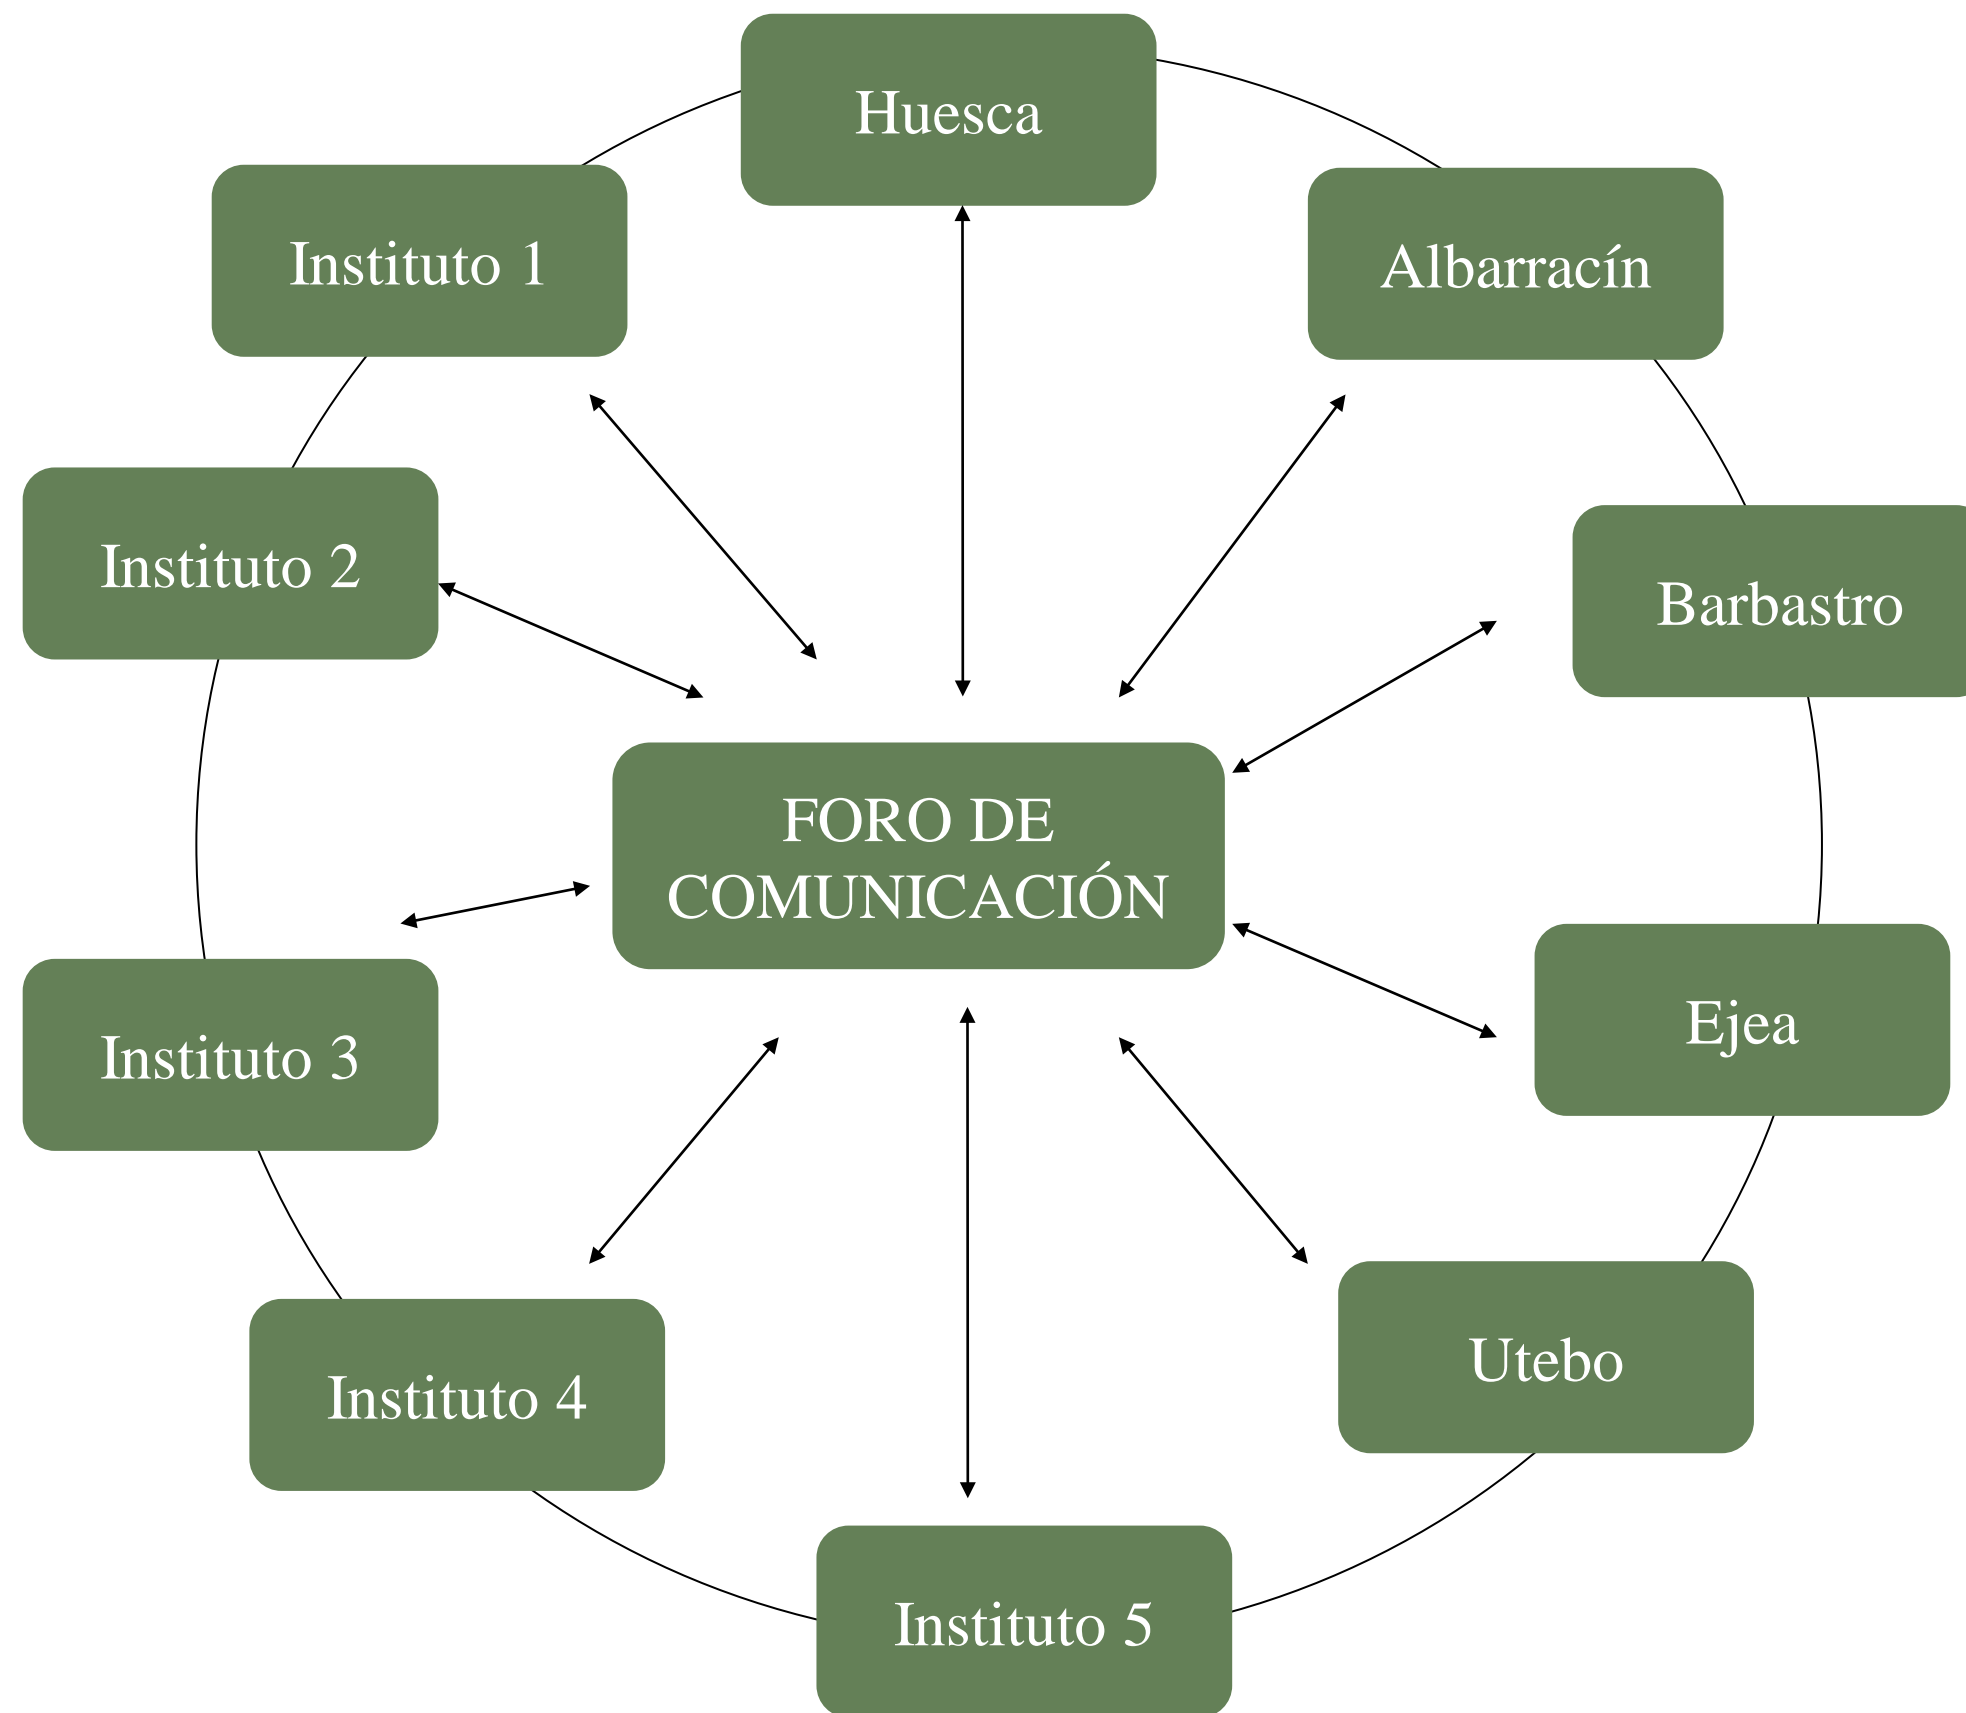 Huesca
Instituto 1
Albarracín
Instituto 2
Barbastro
FORO DE
COMUNICACIÓN
Instituto 3
Ejea
Instituto 4
Utebo
Instituto 5